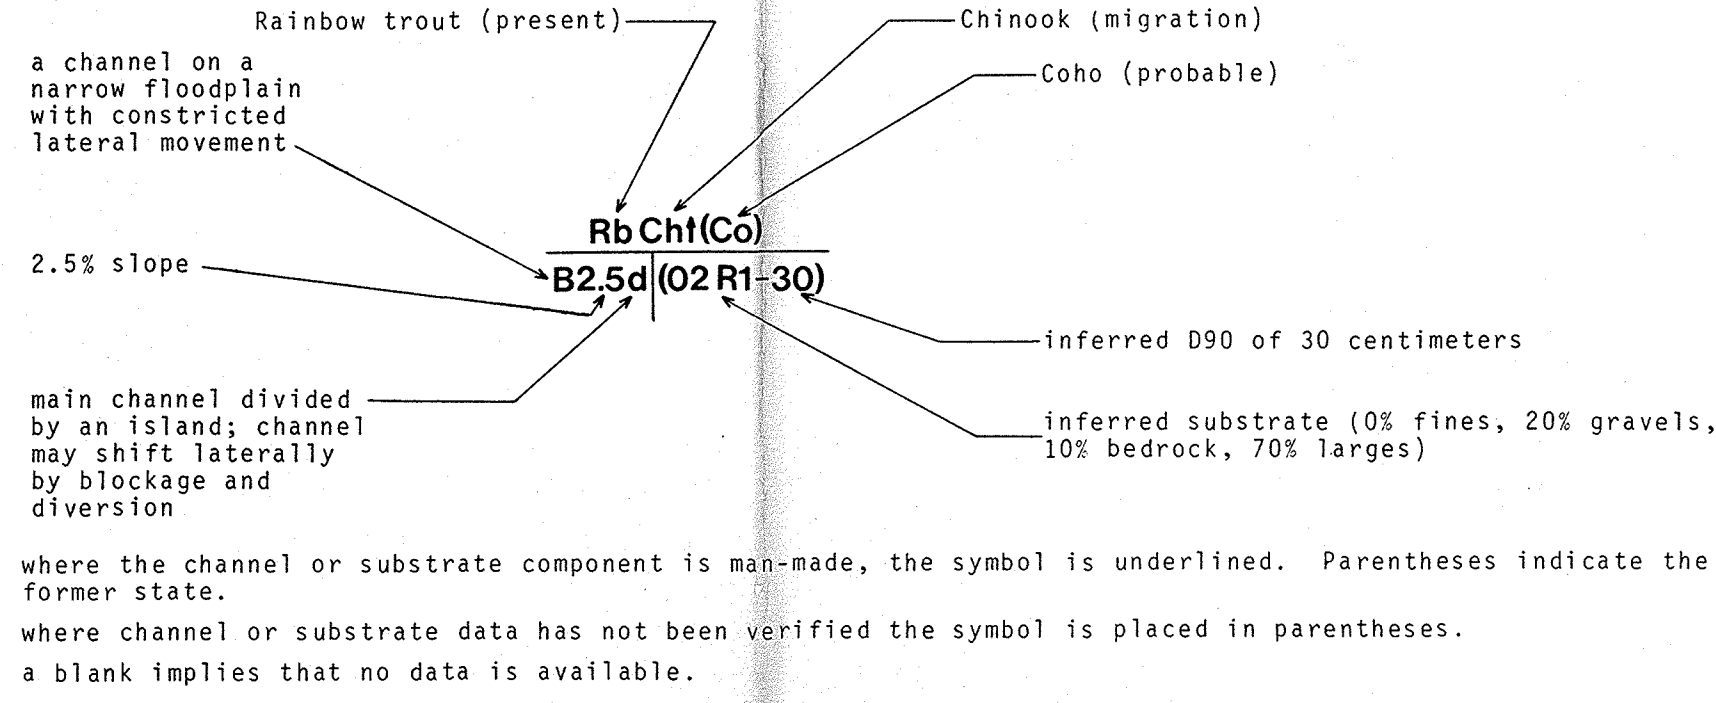 Rainbow trout (present)
Chinook (migration)
Coho (probable)
a channel on a
narrow floodplain
with constricted
lateral movement
Rb Cht(Co)
2.5% slope
B2.5d (02 R1-30)
inferred D90 of 30 centimeters
main channel divided
by an island; channel
may shift laterally
by blockage and
diversion
inferred substrate (0% fines, 20% gravels,
10% bedrock, 70% larges)
where the channel or substrate component is man-made, the symbol is underlined. Parentheses indicate the
former state.
where channel or substrate data has not been verified the symbol is placed in parentheses.
a blank implies that no data is available.